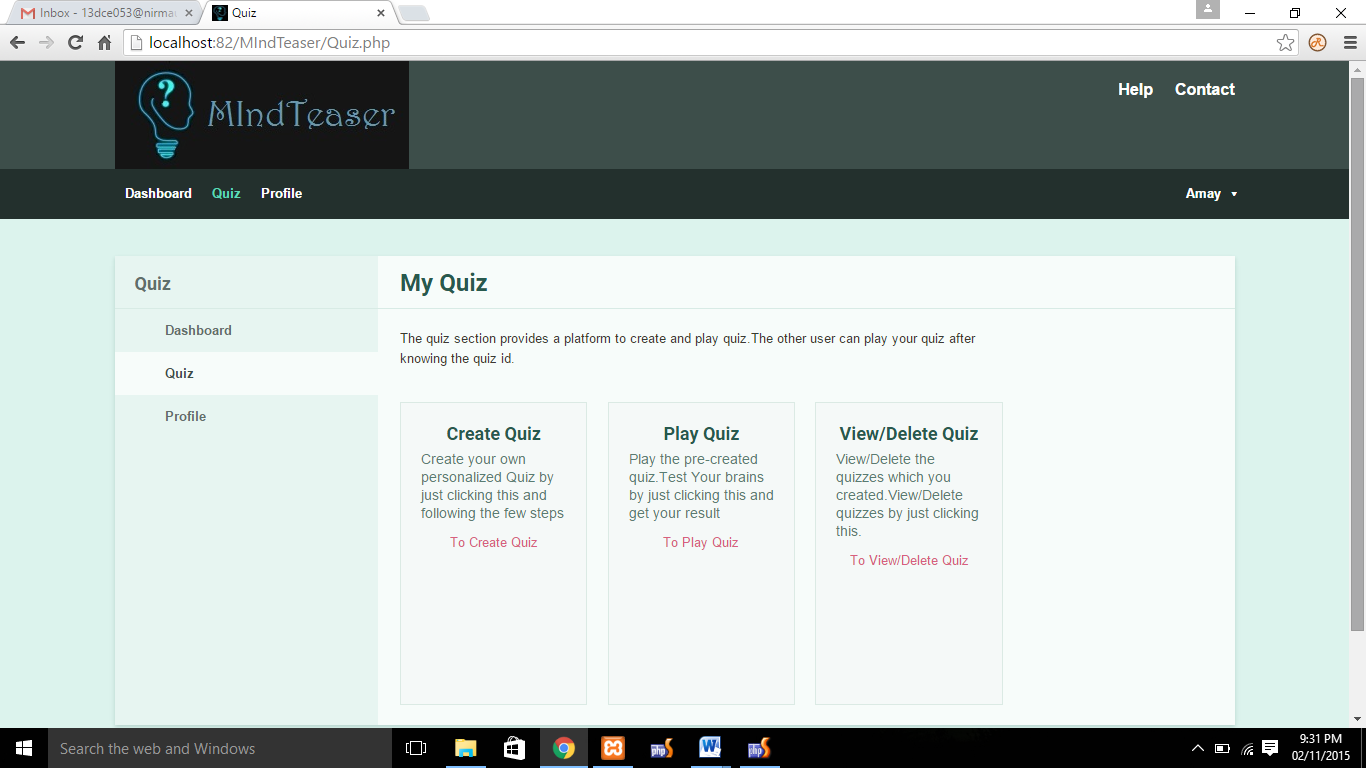 Inbox - 13dce053@nirma
Quiz
localhost:82/MIndTeaser/Quiz.php
?
MIndTeaser
Help Contact
Dashboard Quiz Profile Amay
Quiz
Dashboard
Quiz
Profile
My Quiz
The quiz section provides a platform to create and play quiz.The other user can play your quiz after
knowing the quiz id.
Create Quiz
Create your own
personalized Quiz by
just clicking this and
following the few steps
To Create Quiz
Play Quiz
Play the pre-created
quiz.Test Your brains
by just clicking this and
get your result
To Play Quiz
View/Delete Quiz
View/Delete the
quizzes which you
created.View/Delete
quizzes by just clicking
this.
To View/Delete Quiz
Search the web and Windows
php
W
php
9:31 PM
02/11/2015